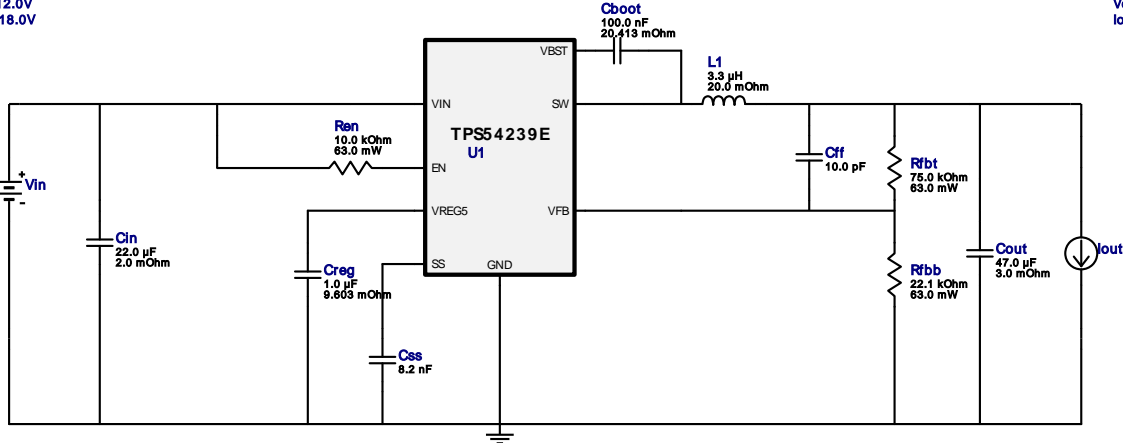 12.0V
18.0V
Cboot
100.0 nF
20.413 mOhm
VBST
L1
3.3 µH
20.0 mOhm
VIN
SW
TPS54239E
U1
Ren
10.0 kOhm
63.0 mW
EN
Cff
10.0 pF
Rfbt
75.0 kOhm
63.0 mW
+
Vin
-
VREG5
VFB
Cin
22.0 µF
2.0 mOhm
Creg
1.0 µF
9.603 mOhm
SS
GND
Rfbb
22.1 kOhm
63.0 mW
Cout
47.0 µF
3.0 mOhm
Iout
Css
8.2 nF